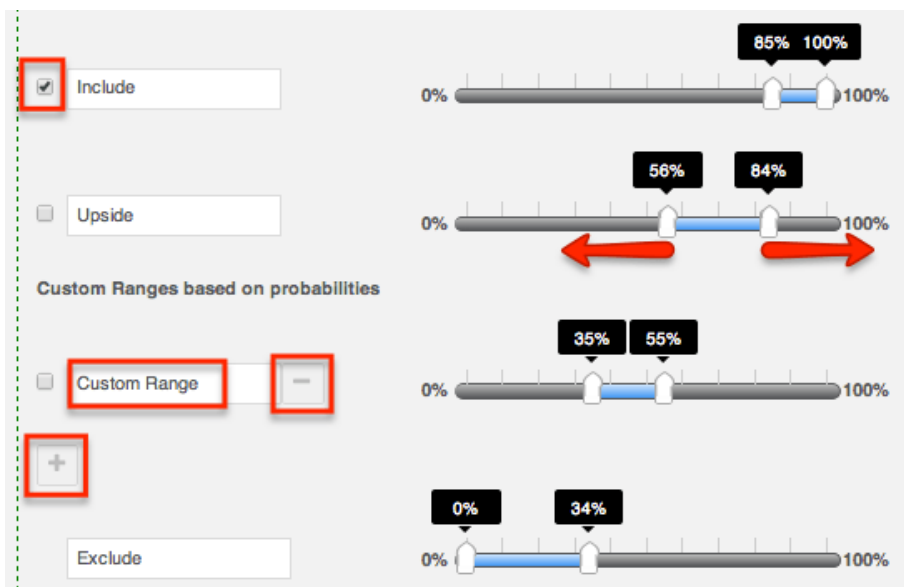 85% 100%
Include
0% 100%
56% 84%
Upside
0% 100%
Custom Ranges based on probabilities
35% 55%
Custom Range
0% 100%
0% 34%
Exclude
0% 100%